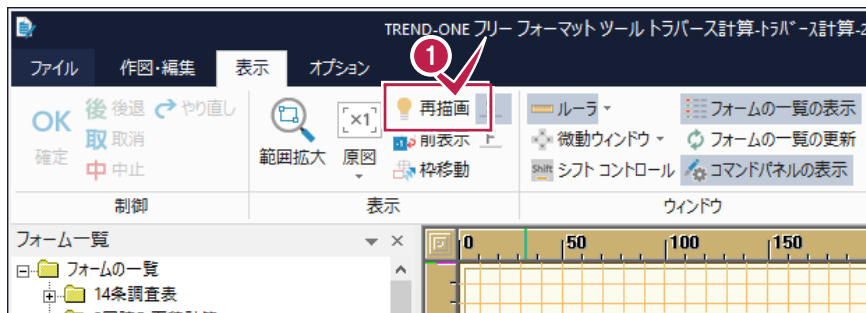 TREND-ONE フリー フォーマット ツール トラバース計算-ﾄﾗﾊﾞｰｽ計算-2
1
ファイル 作図・編集 表示 オプション
OK 確定
後 後退 やり直し
取 取消
中 中止
制御
範囲拡大
×1 原図
再描画
前表示
枠移動
表示
ルーラ
微動ウィンドウ
Shift シフト コントロール
フォームの一覧の表示
フォームの一覧の更新
コマンドパネルの表示
ウィンドウ
フォーム一覧
0 50 100 150
フォームの一覧
14条調査表